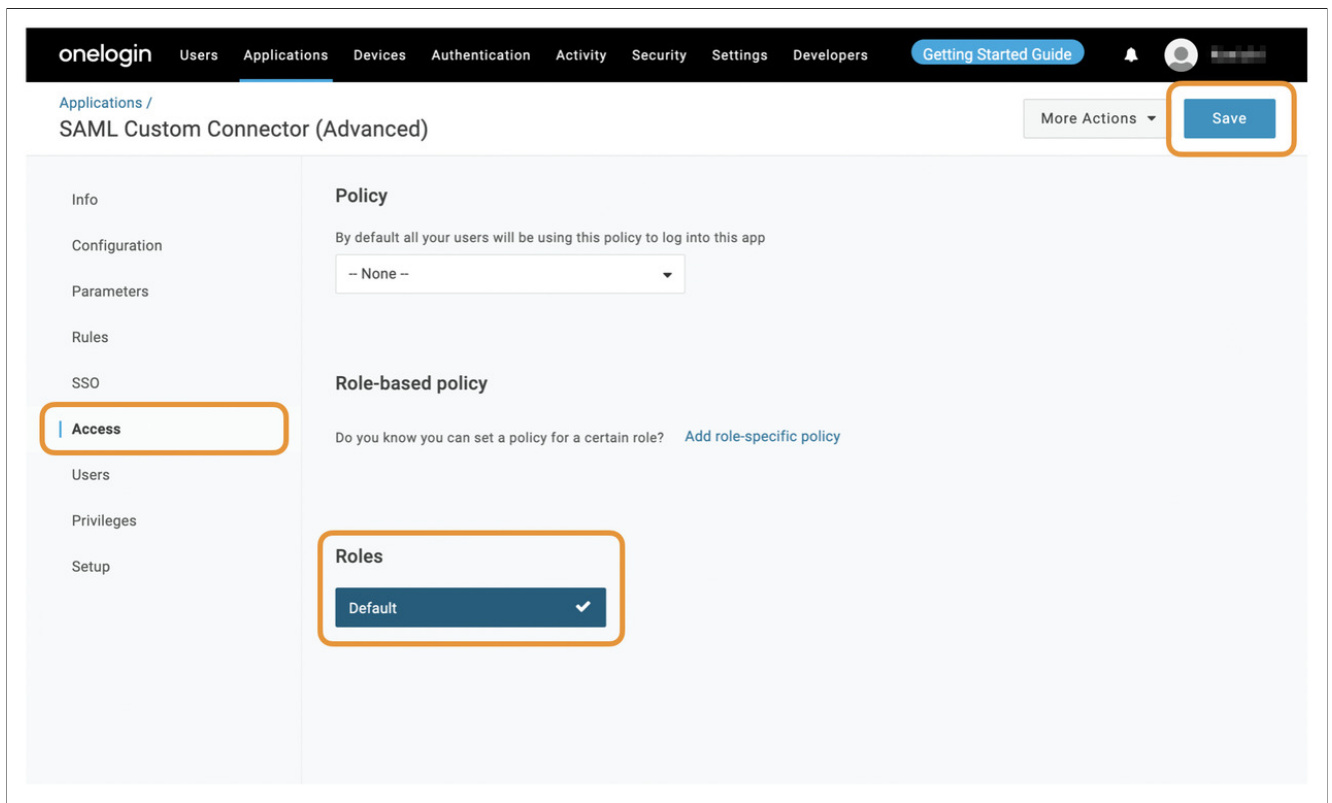 onelogin Users Applications Devices Authentication Activity Security Settings Developers Getting Started Guide
Applications /
SAML Custom Connector (Advanced)
More Actions
Save
Info
Configuration
Parameters
Rules
SSO
Access
Users
Privileges
Setup
Policy
By default all your users will be using this policy to log into this app
-- None --
Role-based policy
Do you know you can set a policy for a certain role? Add role-specific policy
Roles
Default